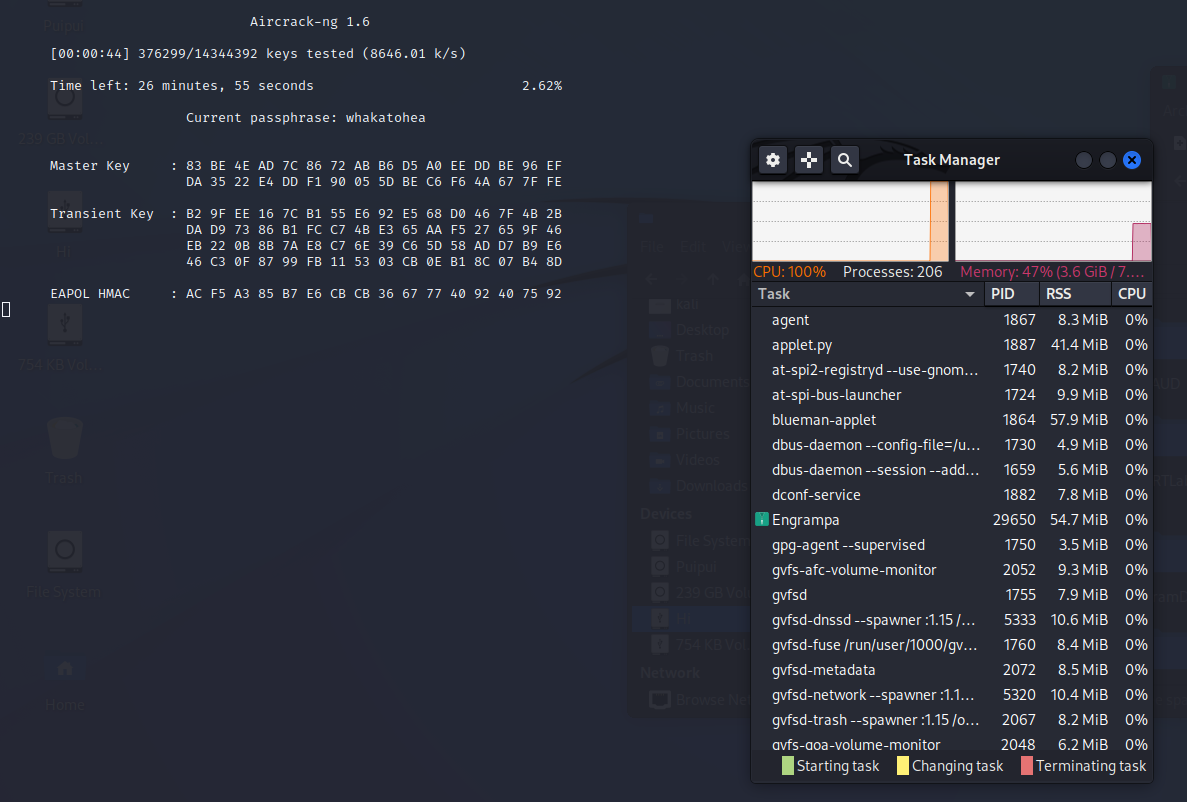 Aircrack-ng 1.6
[00:00:44] 376299/14344392 keys tested (8646.01 k/s)
Time left: 26 minutes, 55 seconds 2.62%
Current passphrase: whakatohea
Master Key : 83 BE 4E AD 7C 86 72 AB B6 D5 A0 EE DD BE 96 EF
DA 35 22 E4 DD F1 90 05 5D BE C6 F6 4A 67 7F FE
Transient Key : B2 9F EE 16 7C B1 55 E6 92 E5 68 D0 46 7F 4B 2B
DA D9 73 86 B1 FC C7 4B E3 65 AA F5 27 65 9F 46
EB 22 0B 8B 7A E8 C7 6E 39 C6 5D 58 AD D7 B9 E6
46 C3 0F 87 99 FB 11 53 03 CB 0E B1 8C 07 B4 8D
EAPOL HMAC : AC F5 A3 85 B7 E6 CB CB 36 67 77 40 92 40 75 92
Pulpul
239 GB Vol...
HI
754 KB Vol...
Trash
File System
Home
File Edit View
kali
Desktop
Trash
Documents
Music
Pictures
Videos
Downloads
Devices
File System
Pulpul
239 GB Vol
HI
754 KB Vol
Network
Browse Net
Task Manager
CPU: 100% Processes: 206 Memory: 47% (3.6 GiB / 7....
Task PID RSS CPU
agent 1867 8.3 MiB 0%
applet.py 1887 41.4 MiB 0%
at-spi2-registryd --use-gnom... 1740 8.2 MiB 0%
at-spi-bus-launcher 1724 9.9 MiB 0%
blueman-applet 1864 57.9 MiB 0%
dbus-daemon --config-file=/u... 1730 4.9 MiB 0%
dbus-daemon --session --add... 1659 5.6 MiB 0%
dconf-service 1882 7.8 MiB 0%
Engrampa 29650 54.7 MiB 0%
gpg-agent --supervised 1750 3.5 MiB 0%
gvfs-afc-volume-monitor 2052 9.3 MiB 0%
gvfsd 1755 7.9 MiB 0%
gvfsd-dnssd --spawner :1.15 /... 5333 10.6 MiB 0%
gvfsd-fuse /run/user/1000/gv... 1760 8.4 MiB 0%
gvfsd-metadata 2072 8.5 MiB 0%
gvfsd-network --spawner :1.1... 5320 10.4 MiB 0%
gvfsd-trash --spawner :1.15 /o... 2067 8.2 MiB 0%
gvfs-goa-volume-monitor 2048 6.2 MiB 0%
Starting task Changing task Terminating task